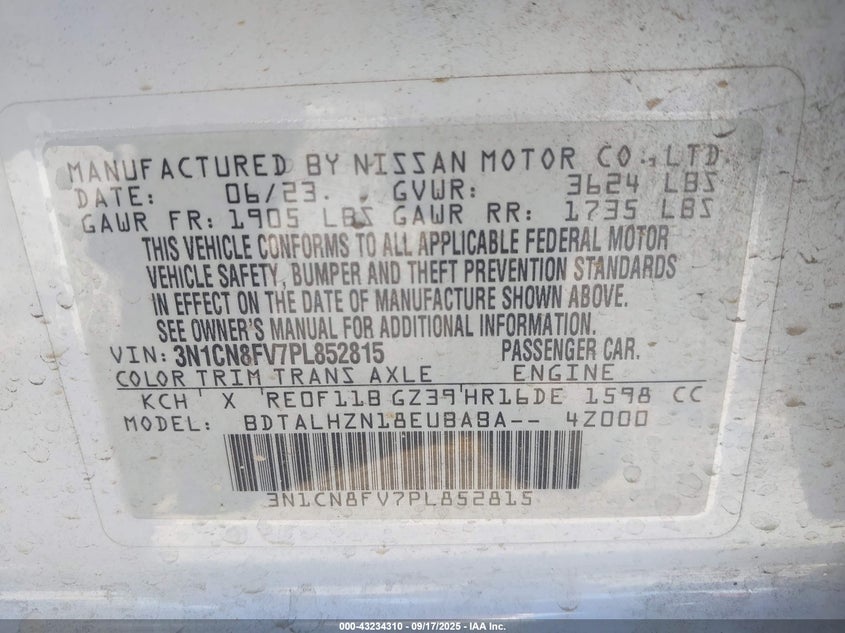 MANUFACTURED BY NISSAN MOTOR CO., LTD.
DATE: 06/23. GVWR: 3624 LBS
GAWR FR: 1905 LBS GAWR RR: 1735 LBS
THIS VEHICLE CONFORMS TO ALL APPLICABLE FEDERAL MOTOR
VEHICLE SAFETY, BUMPER AND THEFT PREVENTION STANDARDS
IN EFFECT ON THE DATE OF MANUFACTURE SHOWN ABOVE.
SEE OWNER'S MANUAL FOR ADDITIONAL INFORMATION.
VIN: 3N1CN8FV7PL852815 PASSENGER CAR.
COLOR TRIM TRANS AXLE ENGINE
KCH X RE0F11B GZ39 HR16DE 1598 CC
MODEL: BDTALHZN18EUBABA-- 4Z000
3N1CN8FV7PL852815
000-43234310 - 09/17/2025 - IAA Inc.